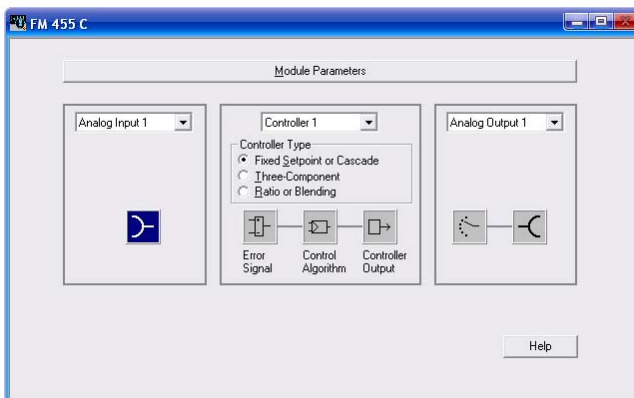 FM 455 C
Module Parameters
Analog Input 1
Controller 1
Controller Type
Fixed Setpoint or Cascade
Three-Component
Ratio or Blending
Error Signal
Control Algorithm
Controller Output
Analog Output 1
Help